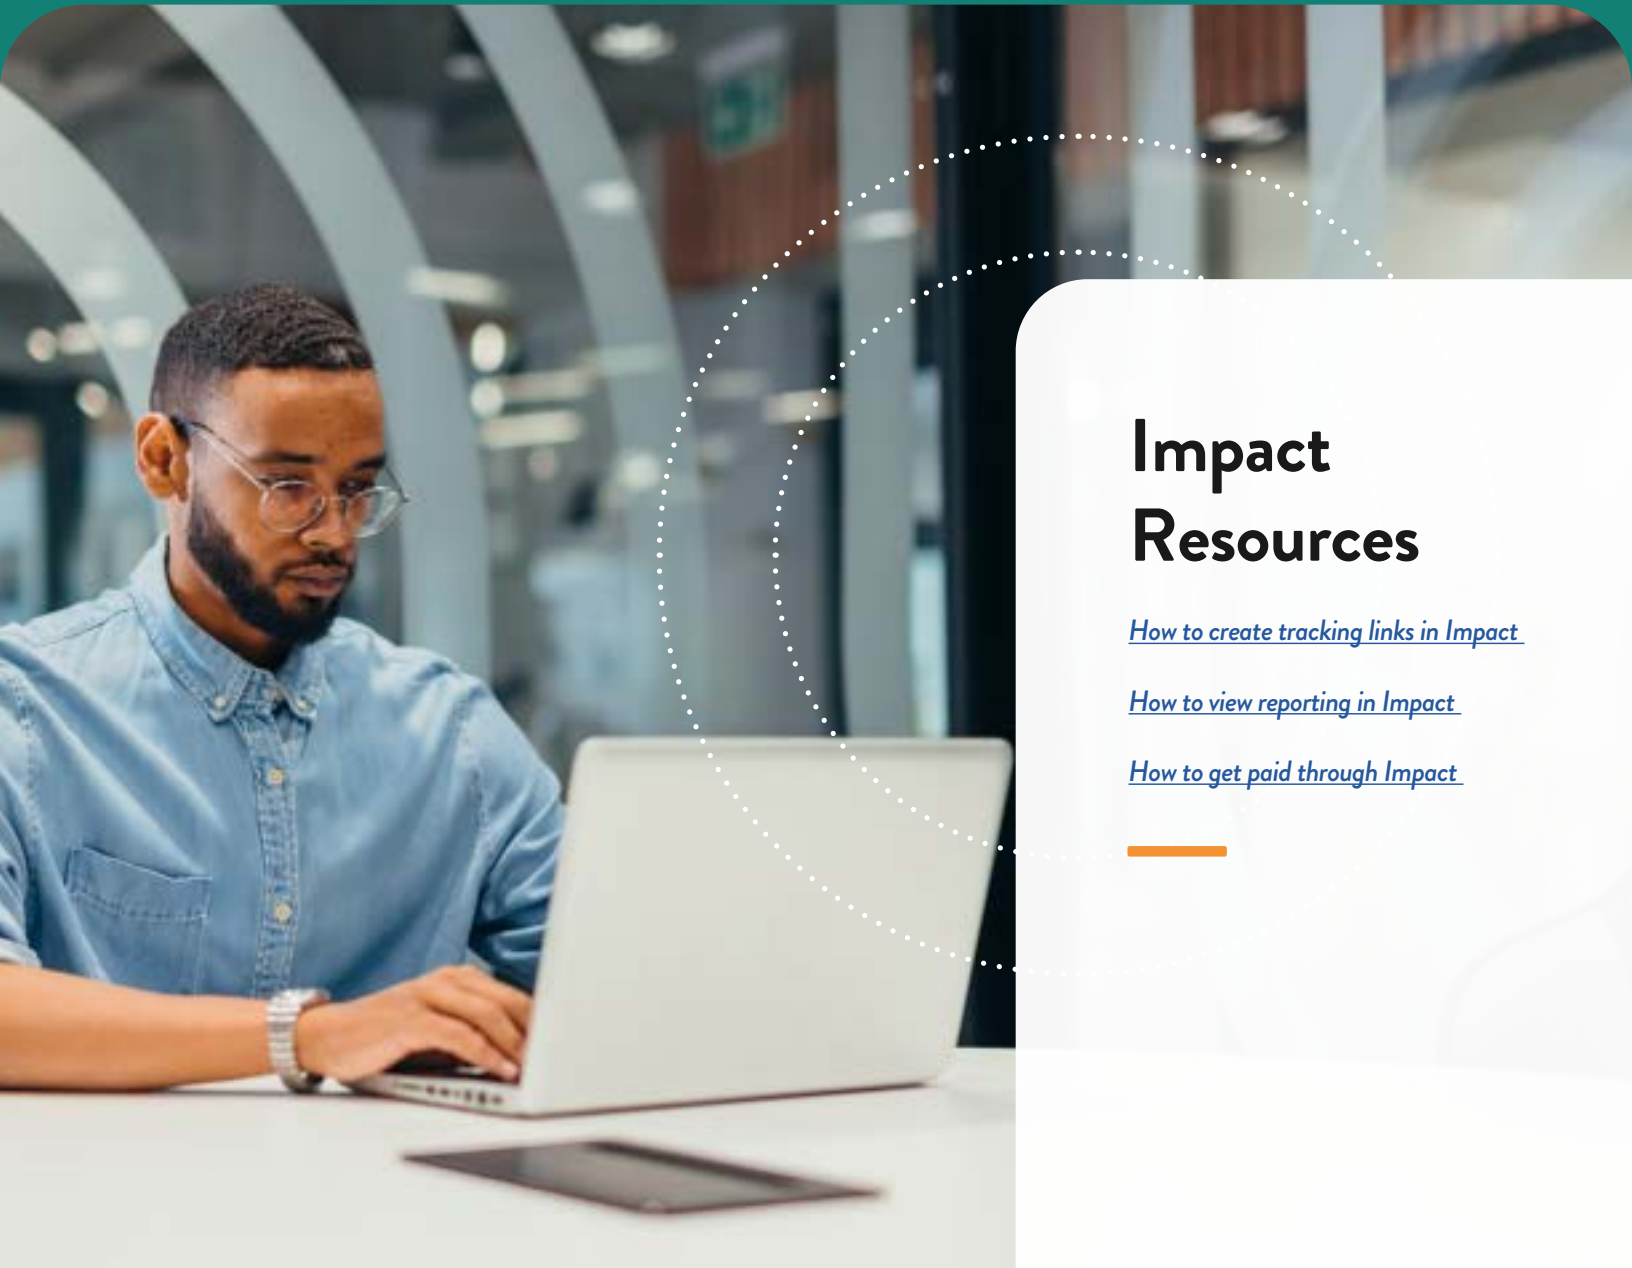 Impact
Resources
How to create tracking links in Impact
How to view reporting in Impact
How to get paid through Impact